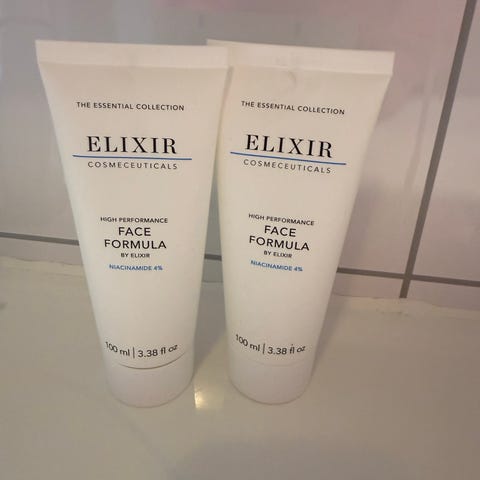 THE ESSENTIAL COLLECTION
ELIXIR
COSMECEUTICALS
HIGH PERFORMANCE
FACE
FORMULA
BY ELIXIR
NIACINAMIDE 4%
100 ml | 3.38 fl oz
THE ESSENTIAL COLLECTION
ELIXIR
COSMECEUTICALS
HIGH PERFORMANCE
FACE
FORMULA
BY ELIXIR
NIACINAMIDE 4%
100 ml | 3.38 fl oz